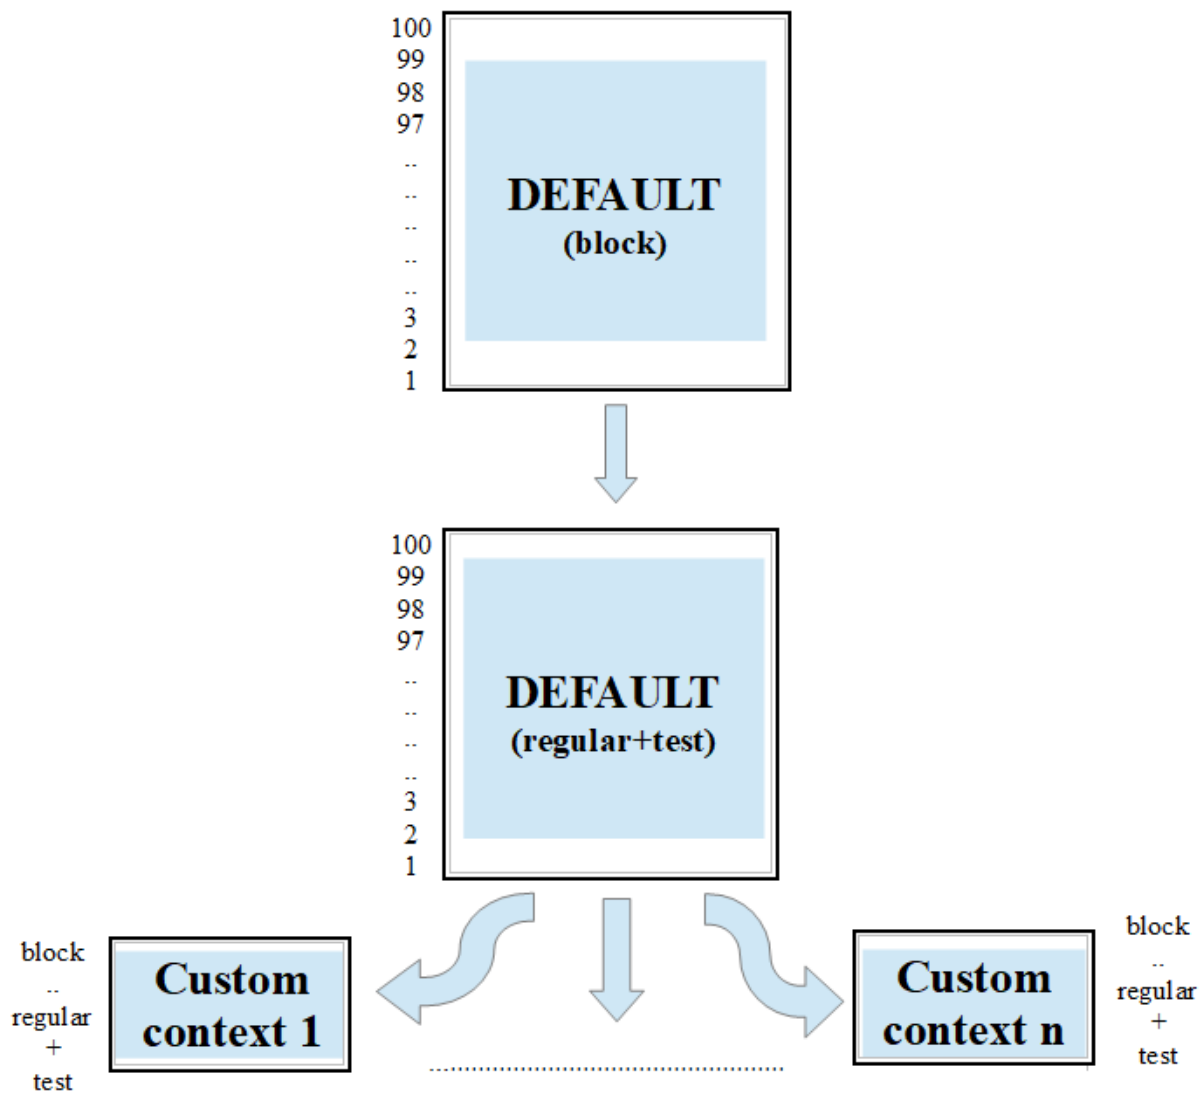 100
99
98
97
..
..
..
..
..
3
2
1
DEFAULT
(block)
100
99
98
97
..
..
..
..
3
2
1
DEFAULT
(regular+test)
block
..
regular
+
test
Custom
context 1
Custom
context n
block
..
regular
+
test